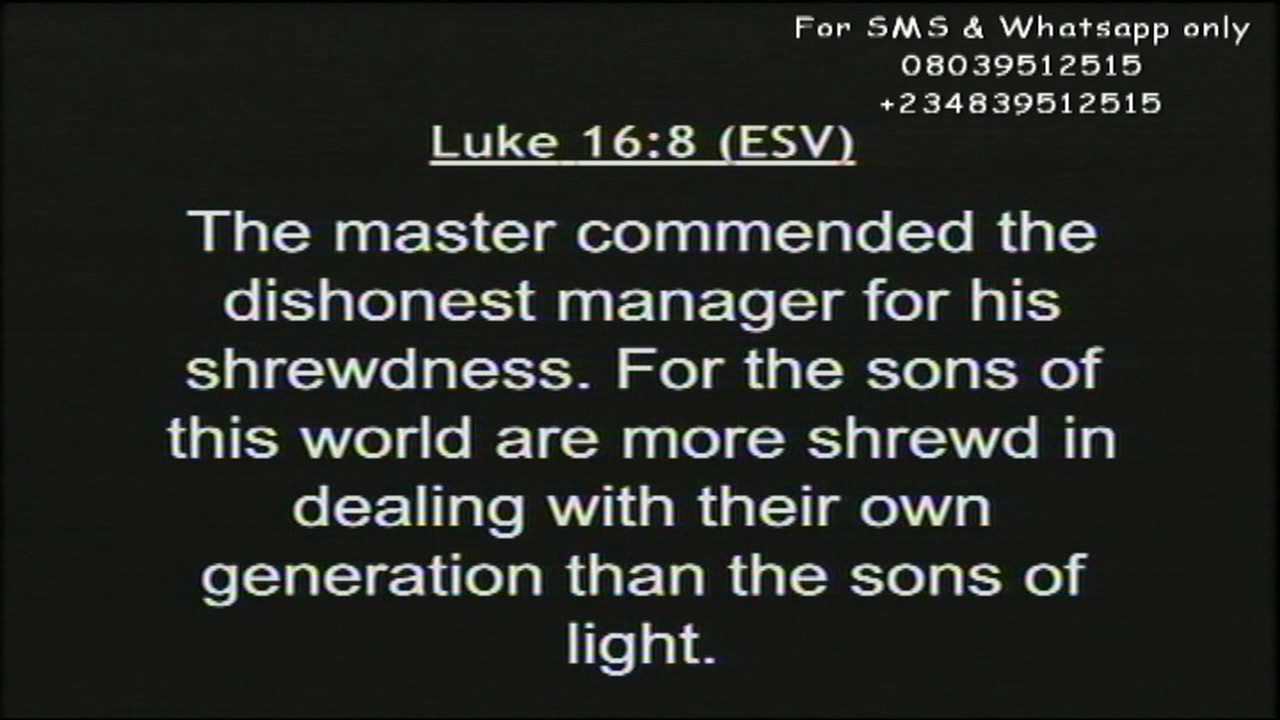 For SMS & Whatsapp only
08039512515
+234839512515
Luke 16:8 (ESV)
The master commended the
dishonest manager for his
shrewdness. For the sons of
this world are more shrewd in
dealing with their own
generation than the sons of
light.